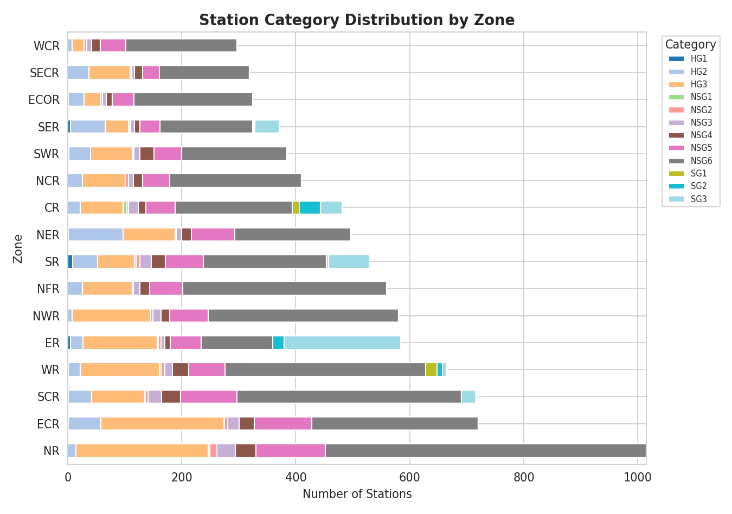 Station Category Distribution by Zone
WCR
SECR
ECOR
SER
SWR
NCR
CR
NER
SR
NFR
NWR
ER
WR
SCR
ECR
NR
Zone
0 200 400 600 800 1000
Number of Stations
Category
HG1
HG2
HG3
NSG1
NSG2
NSG3
NSG4
NSG5
NSG6
SG1
SG2
SG3